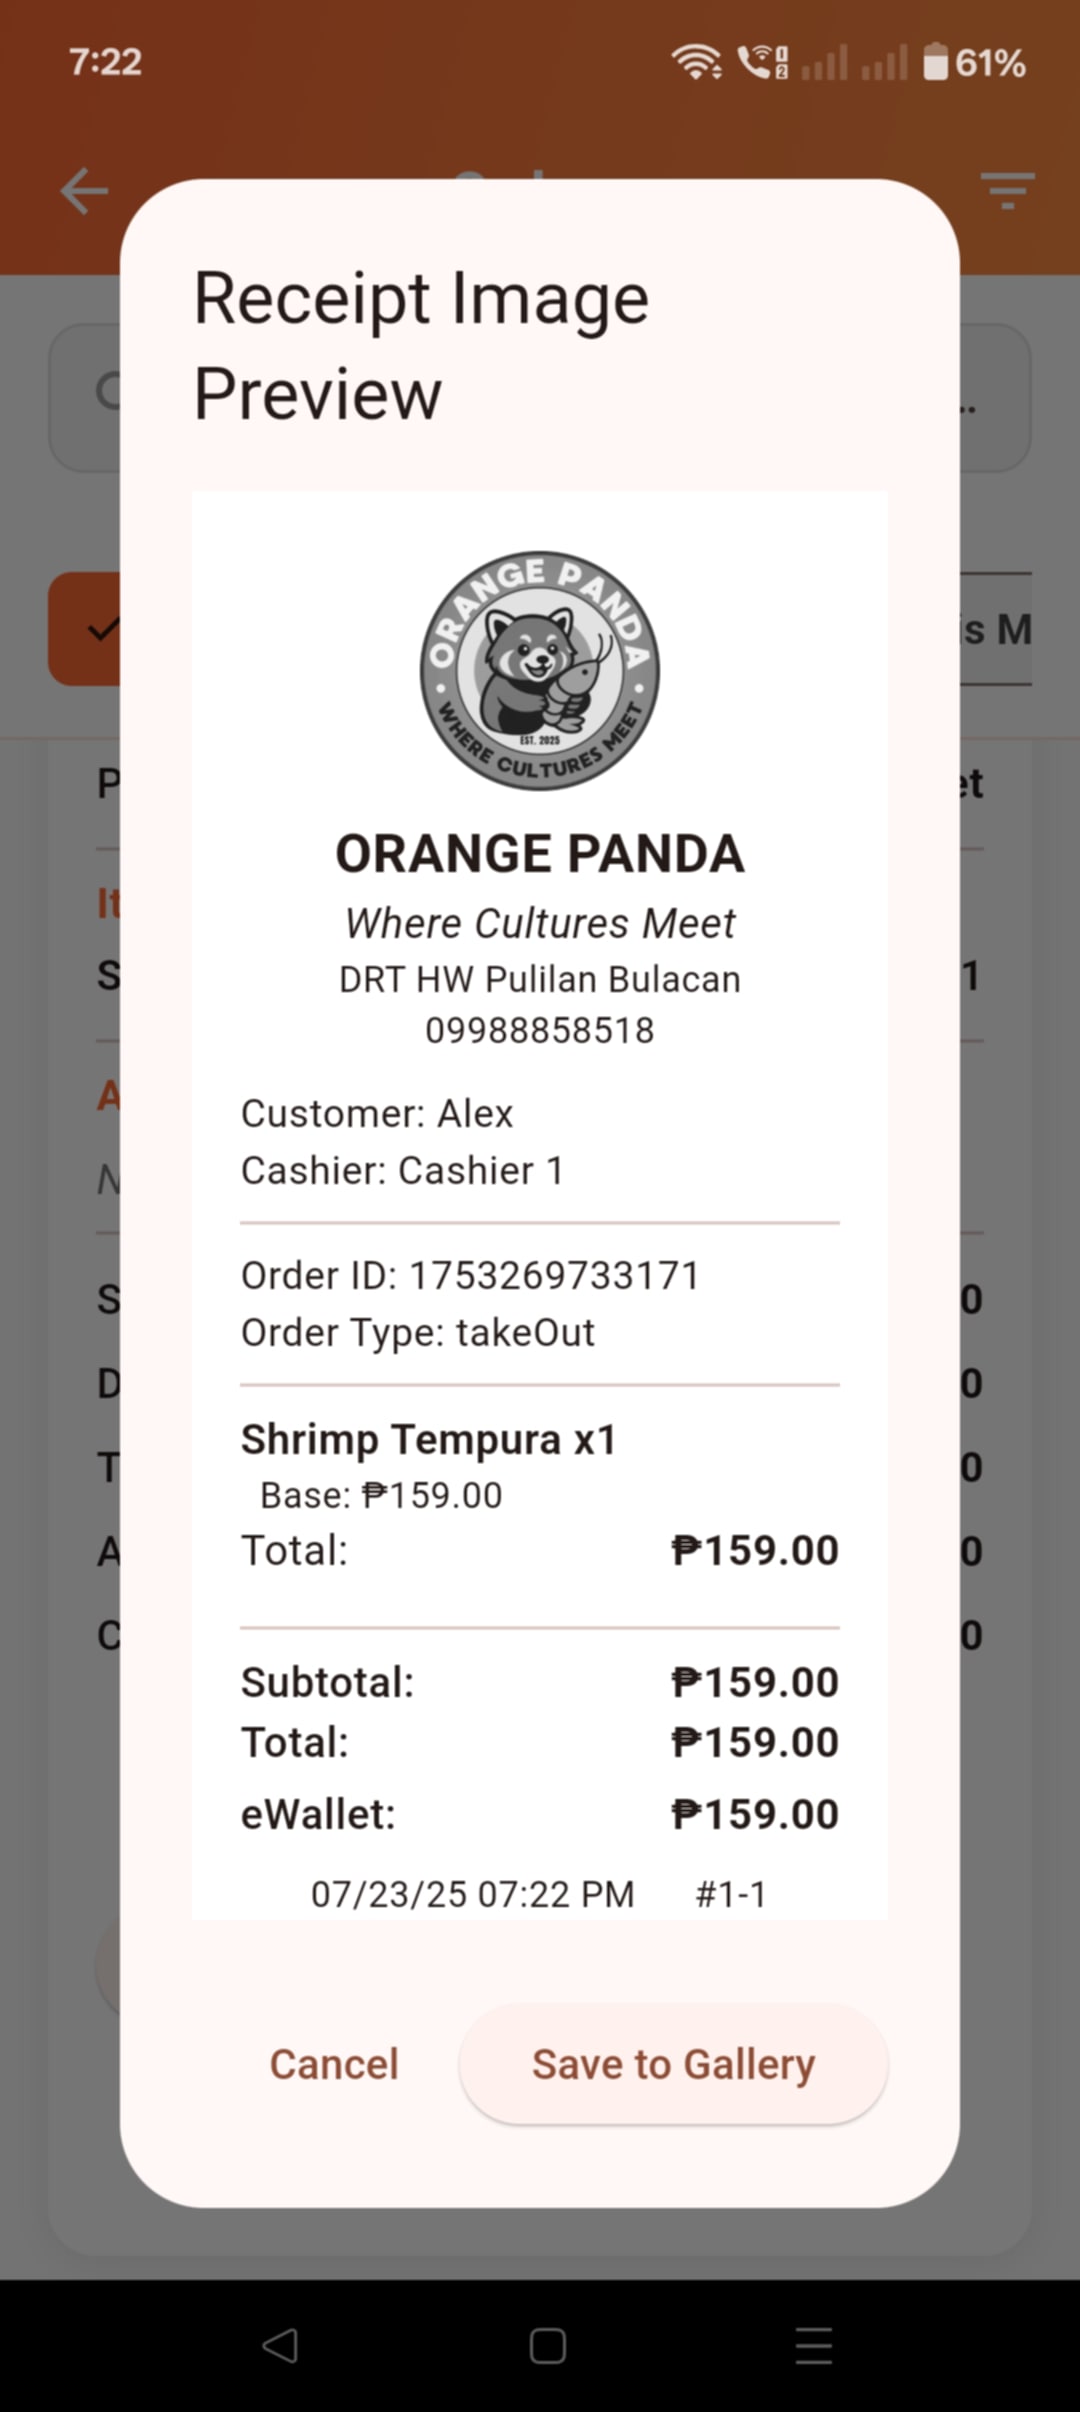 7:22
61%
Receipt Image
Preview
ORANGE PANDA
WHERE CULTURES MEET
EST. 2025
ORANGE PANDA
Where Cultures Meet
DRT HW Pulilan Bulacan
09988858518
Customer: Alex
Cashier: Cashier 1
Order ID: 1753269733171
Order Type: takeOut
Shrimp Tempura x1
Base: ₱159.00
Total: ₱159.00
Subtotal: ₱159.00
Total: ₱159.00
eWallet: ₱159.00
07/23/25 07:22 PM #1-1
Cancel
Save to Gallery